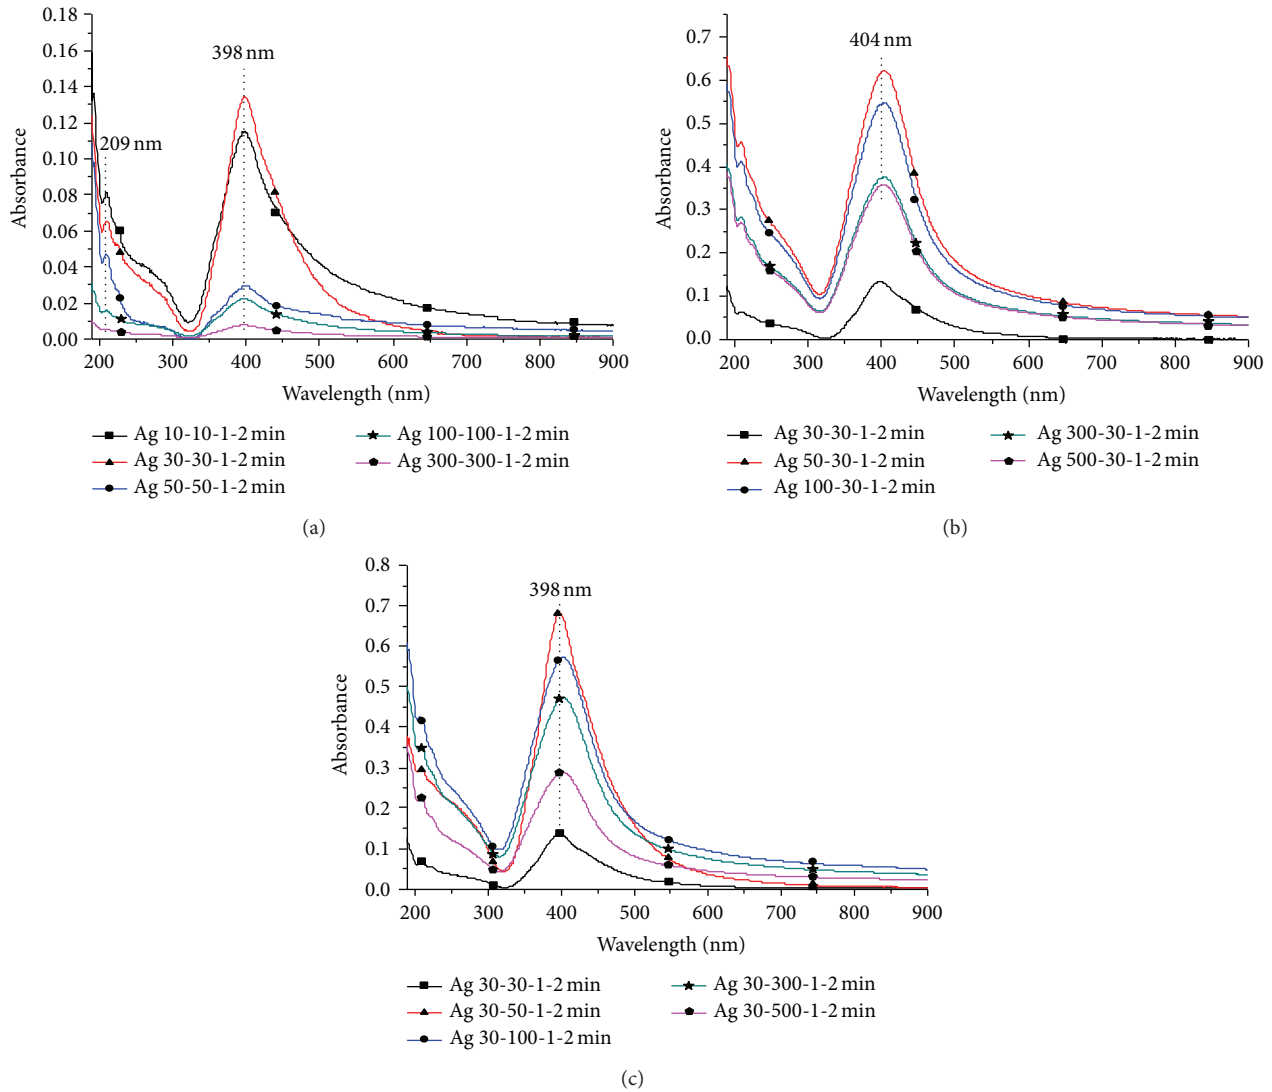 0.18
0.16
0.14
0.12
0.10
0.08
0.06
0.04
0.02
0.00
Absorbance
398 nm
209 nm
200 300 400 500 600 700 800 900
Wavelength (nm)
Ag 10-10-1-2 min
Ag 30-30-1-2 min
Ag 50-50-1-2 min
Ag 100-100-1-2 min
Ag 300-300-1-2 min
(a)
0.7
0.6
0.5
0.4
0.3
0.2
0.1
0.0
Absorbance
404 nm
200 300 400 500 600 700 800 900
Wavelength (nm)
Ag 30-30-1-2 min
Ag 50-30-1-2 min
Ag 100-30-1-2 min
Ag 300-30-1-2 min
Ag 500-30-1-2 min
(b)
0.8
0.7
0.6
0.5
0.4
0.3
0.2
0.1
0.0
Absorbance
398 nm
200 300 400 500 600 700 800 900
Wavelength (nm)
Ag 30-30-1-2 min
Ag 30-50-1-2 min
Ag 30-100-1-2 min
Ag 30-300-1-2 min
Ag 30-500-1-2 min
(c)